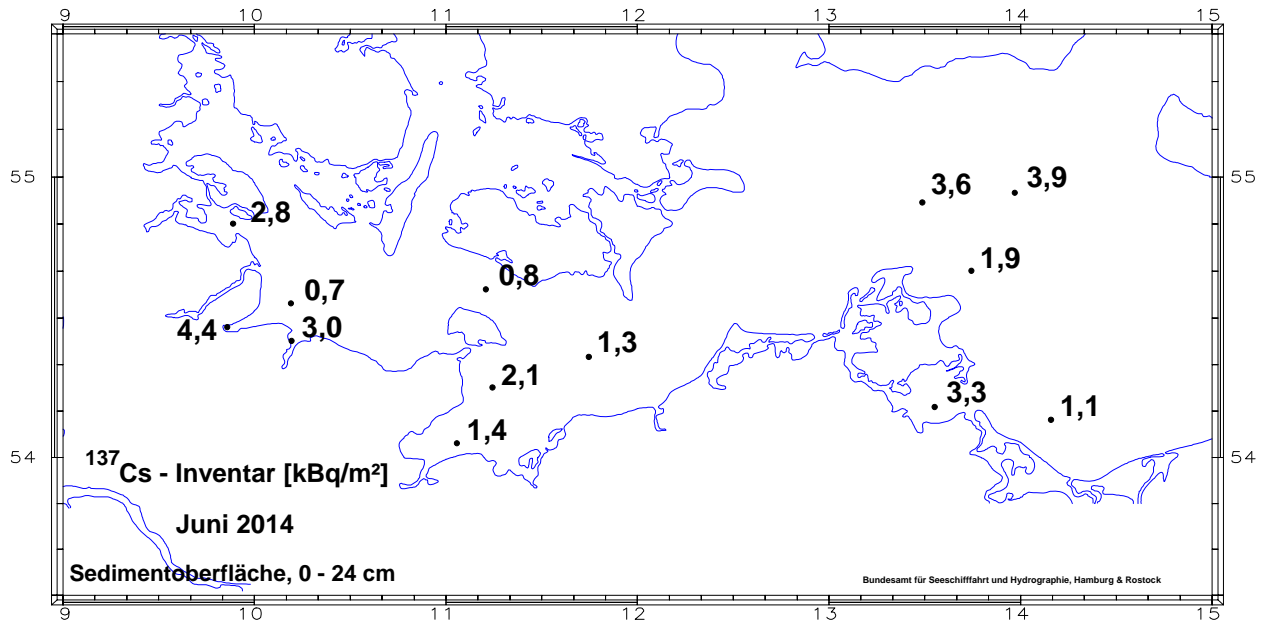 9 10 11 12 13 14 15
55 55
3,6 3,9
2,8
1,9
0,7 0,8
4,4 3,0
1,3
2,1
3,3 1,1
1,4
54 54
137Cs - Inventar [kBq/m²]
Juni 2014
Sedimentoberfläche, 0 - 24 cm
Bundesamt für Seeschifffahrt und Hydrographie, Hamburg & Rostock
9 10 11 12 13 14 15